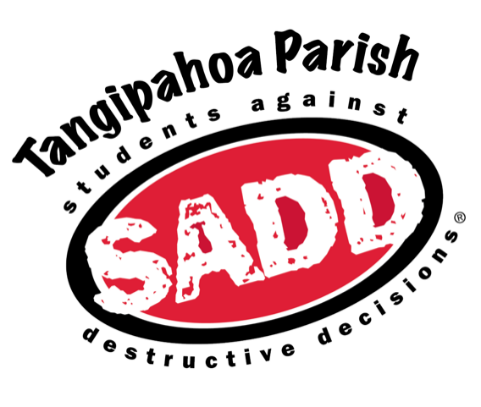 Tangipahoa Parish
students against
SADD
destructive decisions®